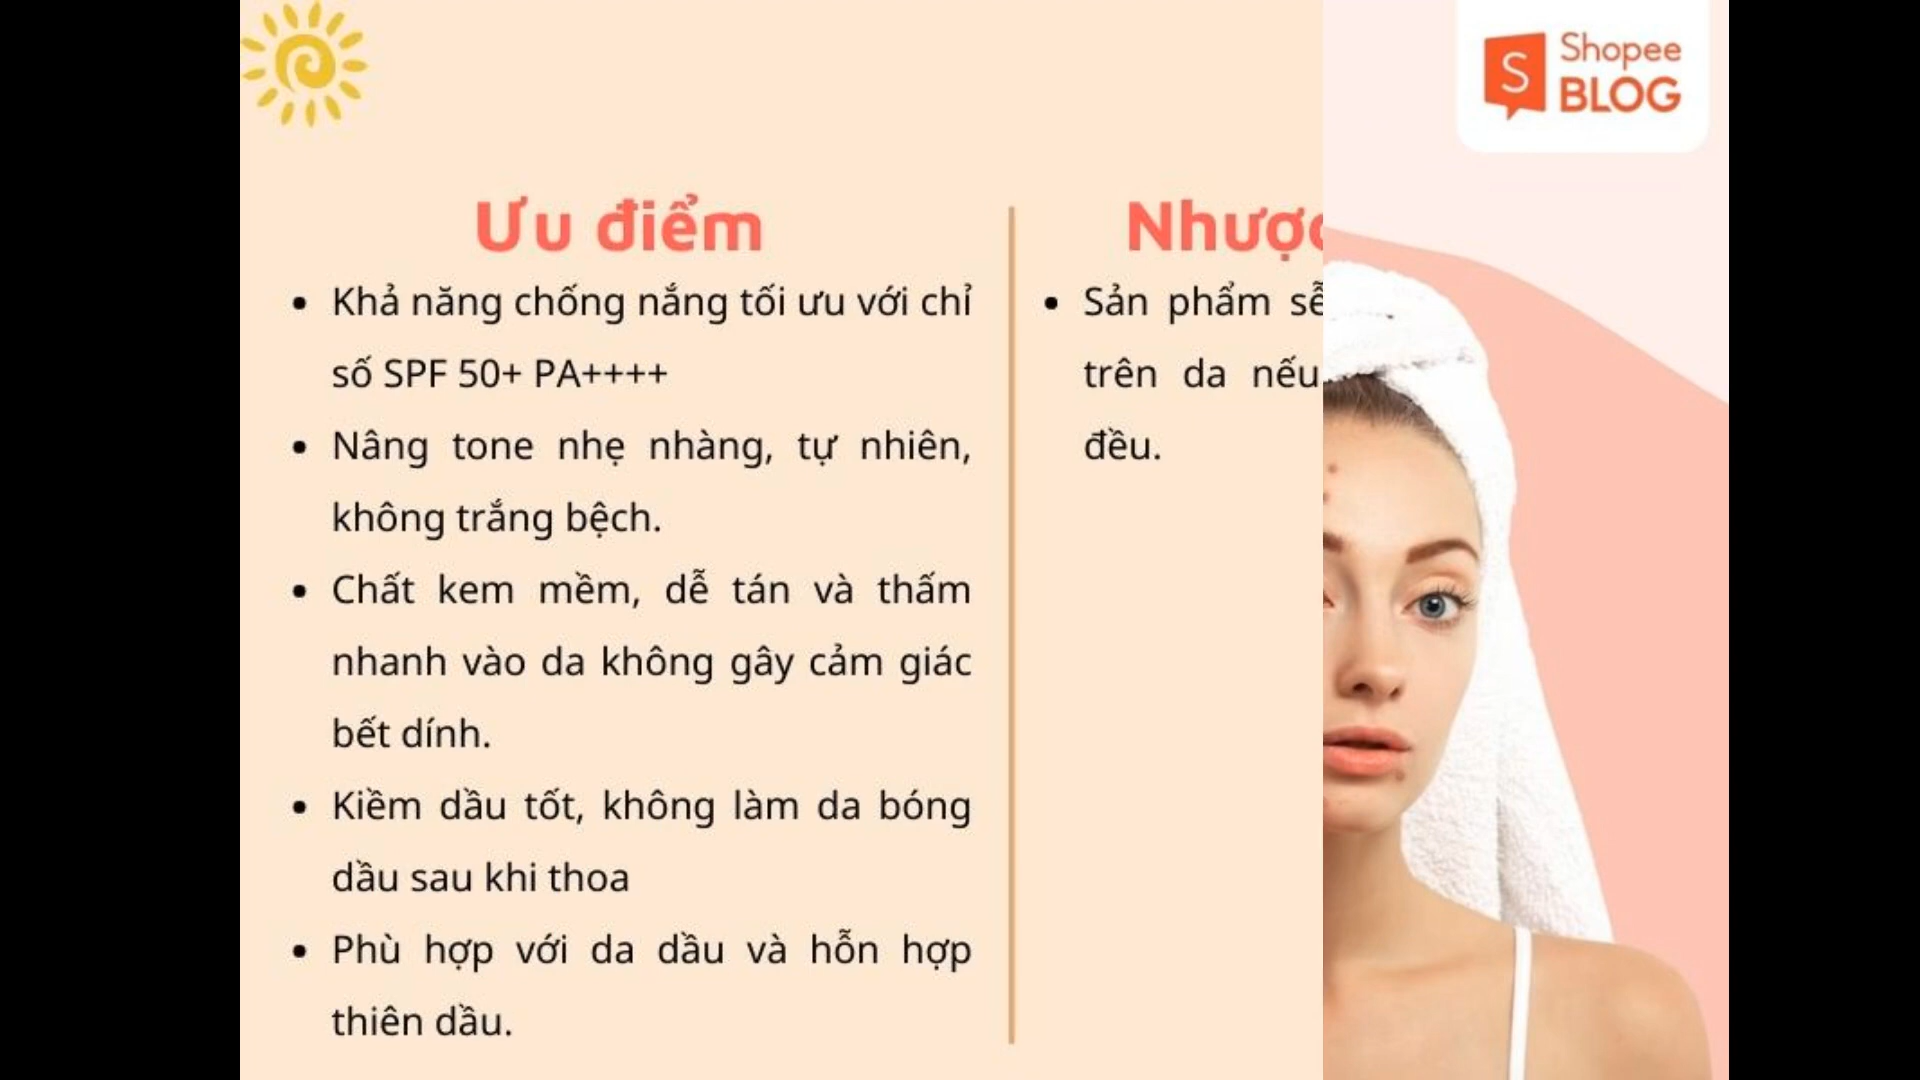 Shopee
BLOG
Ưu điểm
Khả năng chống nắng tối ưu với chỉ
số SPF 50+ PA++++
Nâng tone nhẹ nhàng, tự nhiên,
không trắng bệch.
Chất kem mềm, dễ tán và thấm
nhanh vào da không gây cảm giác
bết dính.
Kiềm dầu tốt, không làm da bóng
dầu sau khi thoa
Phù hợp với da dầu và hỗn hợp
thiên dầu.
Sản phẩm sẽ
trên da nếu
đều.